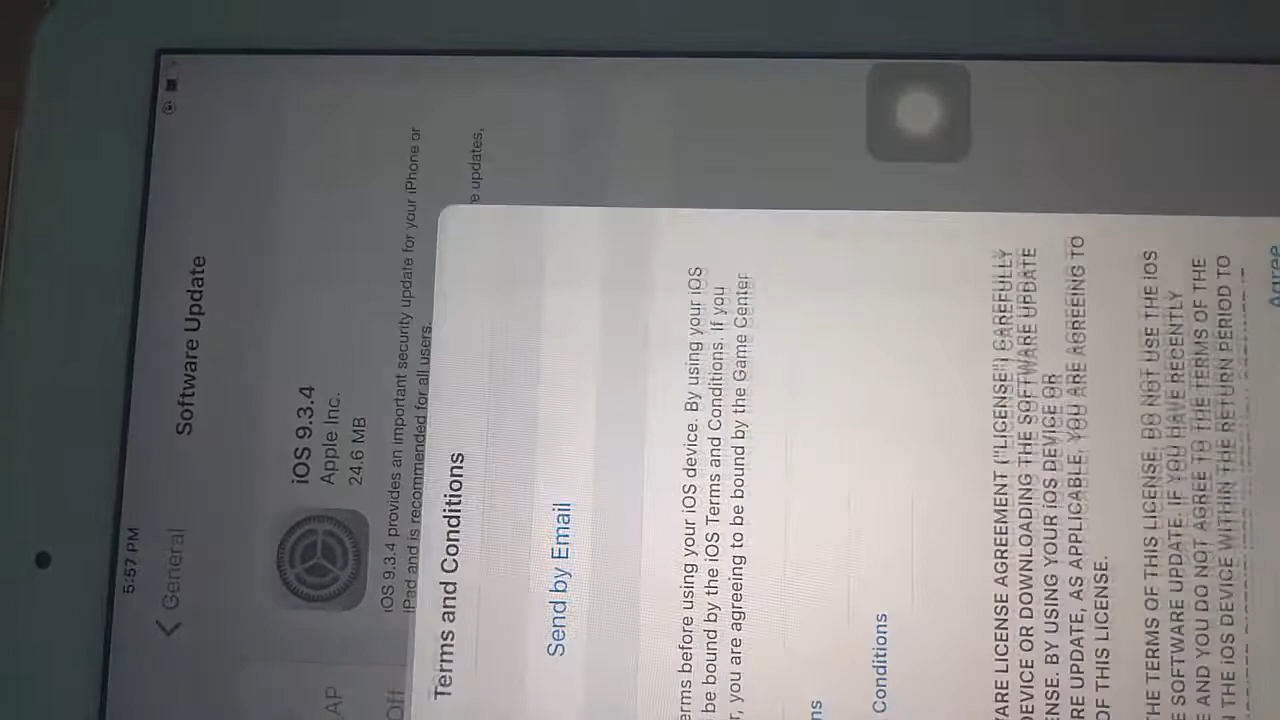 5:57 PM
General
Software Update
iOS 9.3.4
Apple Inc.
24.6 MB
iOS 9.3.4 provides an important security update for your iPhone or
iPad and is recommended for all users.
AP
Off
e updates,
Terms and Conditions
Send by Email
erms before using your iOS device. By using your iOS
be bound by the iOS Terms and Conditions. If you
r, you are agreeing to be bound by the Game Center
ns
Conditions
ARE LICENSE AGREEMENT ("LICENSE") CAREFULLY
DEVICE OR DOWNLOADING THE SOFTWARE UPDATE
ENSE. BY USING YOUR iOS DEVICE OR
RE UPDATE, AS APPLICABLE, YOU ARE AGREEING TO
OF THIS LICENSE.
HE TERMS OF THIS LICENSE, DO NOT USE THE iOS
E SOFTWARE UPDATE. IF YOU HAVE RECENTLY
E AND YOU DO NOT AGREE TO THE TERMS OF THE
THE iOS DEVICE WITHIN THE RETURN PERIOD TO
Agree